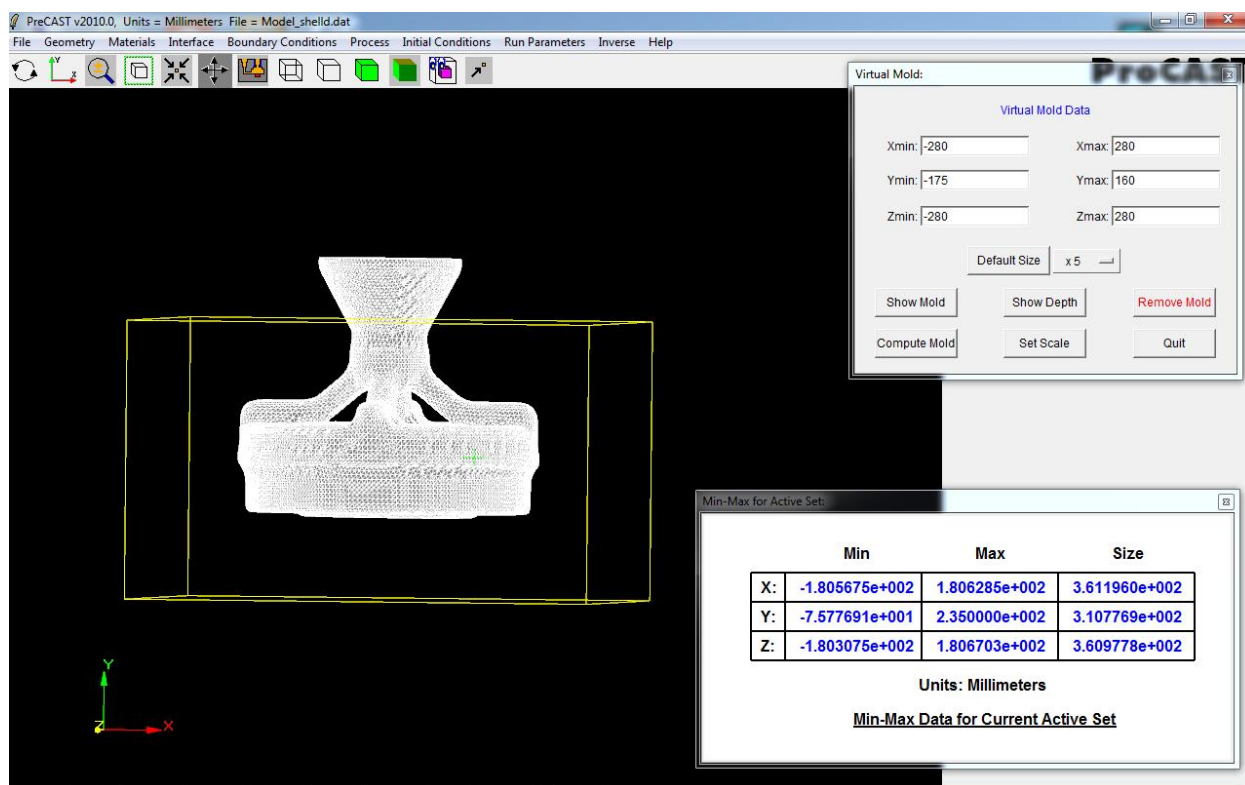 PreCAST v2010.0, Units = Millimeters File = Model_shelld.dat
File Geometry Materials Interface Boundary Conditions Process Initial Conditions Run Parameters Inverse Help
ProCAST
Virtual Mold:
Virtual Mold Data
Xmin: -280 Xmax: 280
Ymin: -175 Ymax: 160
Zmin: -280 Zmax: 280
Default Size x 5
Show Mold Show Depth Remove Mold
Compute Mold Set Scale Quit
Min-Max for Active Set:
Min Max Size
X: -1.805675e+002 1.806285e+002 3.611960e+002
Y: -7.577691e+001 2.350000e+002 3.107769e+002
Z: -1.803075e+002 1.806703e+002 3.609778e+002
Units: Millimeters
Min-Max Data for Current Active Set
Y
Z X